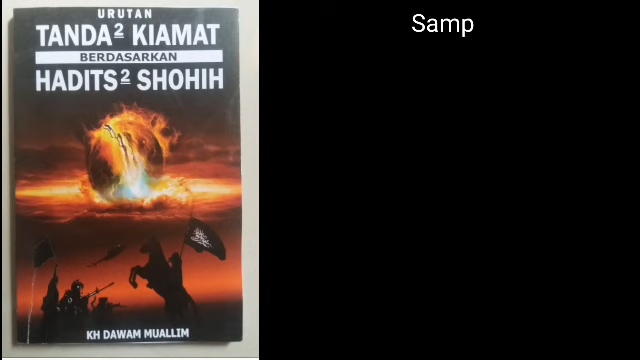 URUTAN
TANDA² KIAMAT
BERDASARKAN
HADITS² SHOHIH
KH DAWAM MUALLIM
Samp